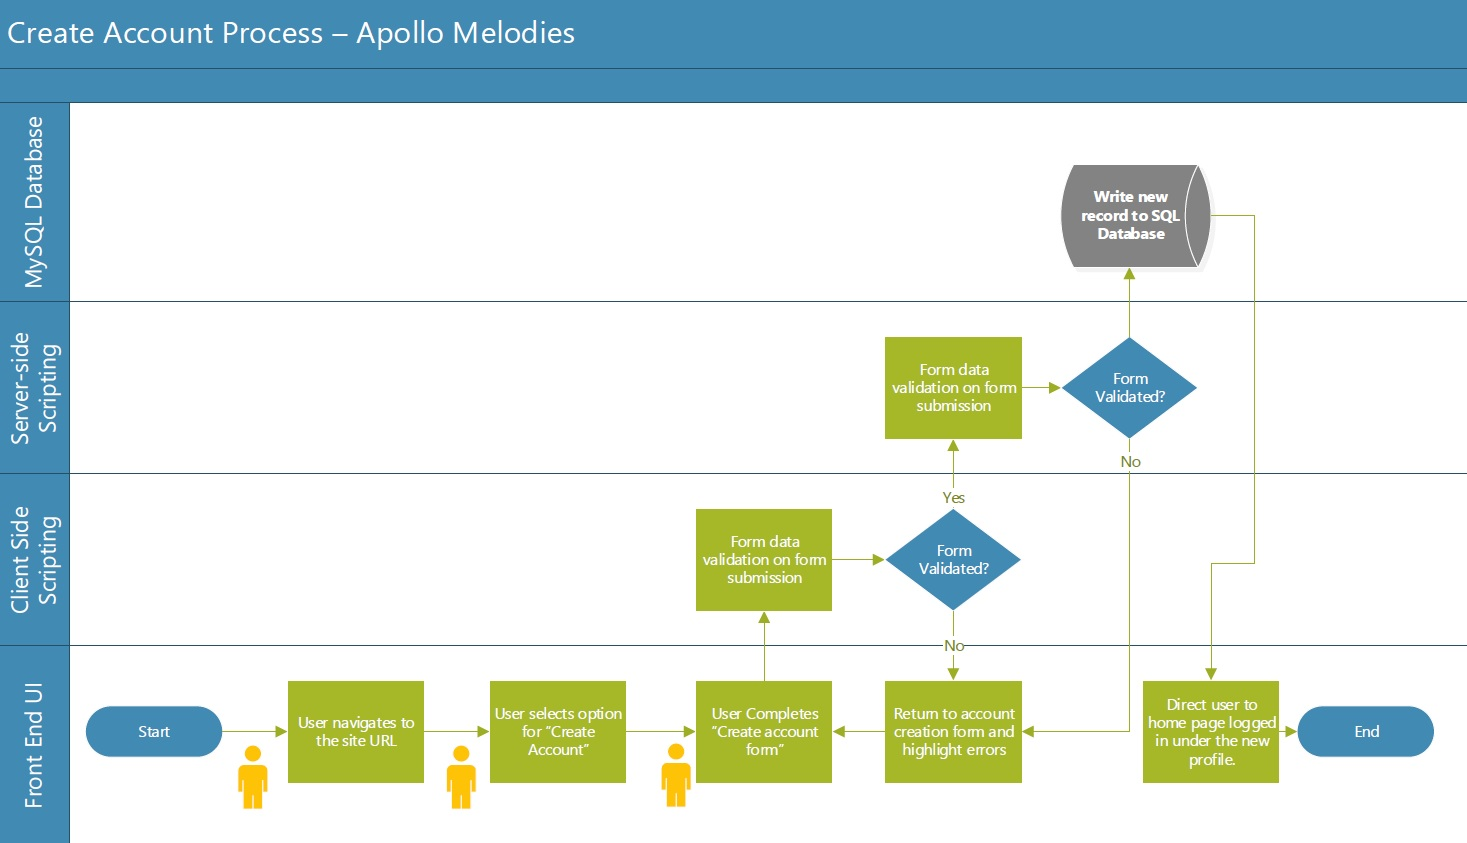 Create Account Process – Apollo Melodies
MySQL Database
Write new
record to SQL
Database
Server-side
Scripting
Form data
validation on form
submission
Form
Validated?
No
Client Side
Scripting
Form data
validation on form
submission
Yes
Form
Validated?
No
Front End UI
Start
User navigates to
the site URL
User selects option
for “Create
Account”
User Completes
“Create account
form”
Return to account
creation form and
highlight errors
Direct user to
home page logged
in under the new
profile.
End